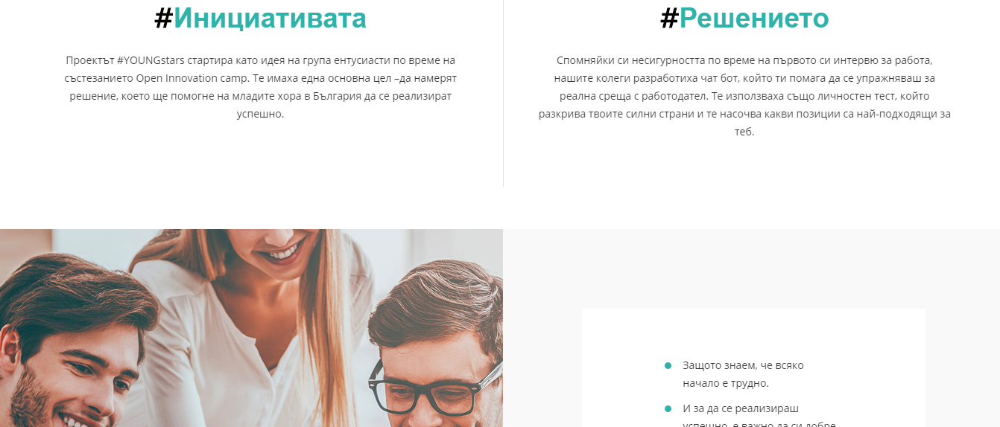 #Инициативата
Проектът #YOUNGstars стартира като идея на група ентусиасти по време на
състезанието Open Innovation camp. Те имаха една основна цел –да намерят
решение, което ще помогне на младите хора в България да се реализират
успешно.
#Решението
Спомняйки си несигурността по време на първото си интервю за работа,
нашите колеги разработиха чат бот, който ти помага да се упражняваш за
реална среща с работодател. Те използваха също личностен тест, който
разкрива твоите силни страни и те насочва какви позиции са най-подходящи за
теб.
Защото знаем, че всяко
начало е трудно.
И за да се реализираш
успешно, е важно да си добре